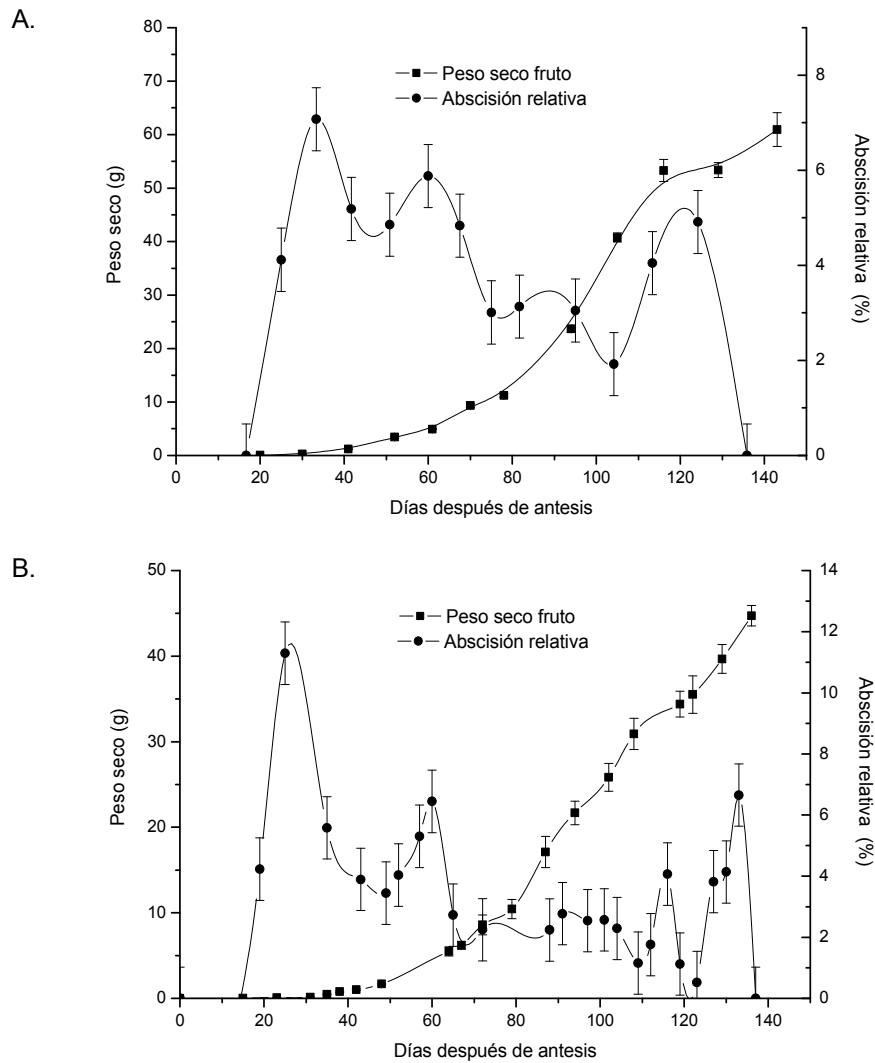 A.
Peso seco fruto
Abscisión relativa
Peso seco (g)
80
70
60
50
40
30
20
10
0
8
6
4
2
0
Abscisión relativa (%)
0 20 40 60 80 100 120 140
Días después de antesis
B.
Peso seco fruto
Abscisión relativa
Peso seco (g)
50
40
30
20
10
0
14
12
10
8
6
4
2
0
Abscisión relativa (%)
0 20 40 60 80 100 120 140
Días después de antesis